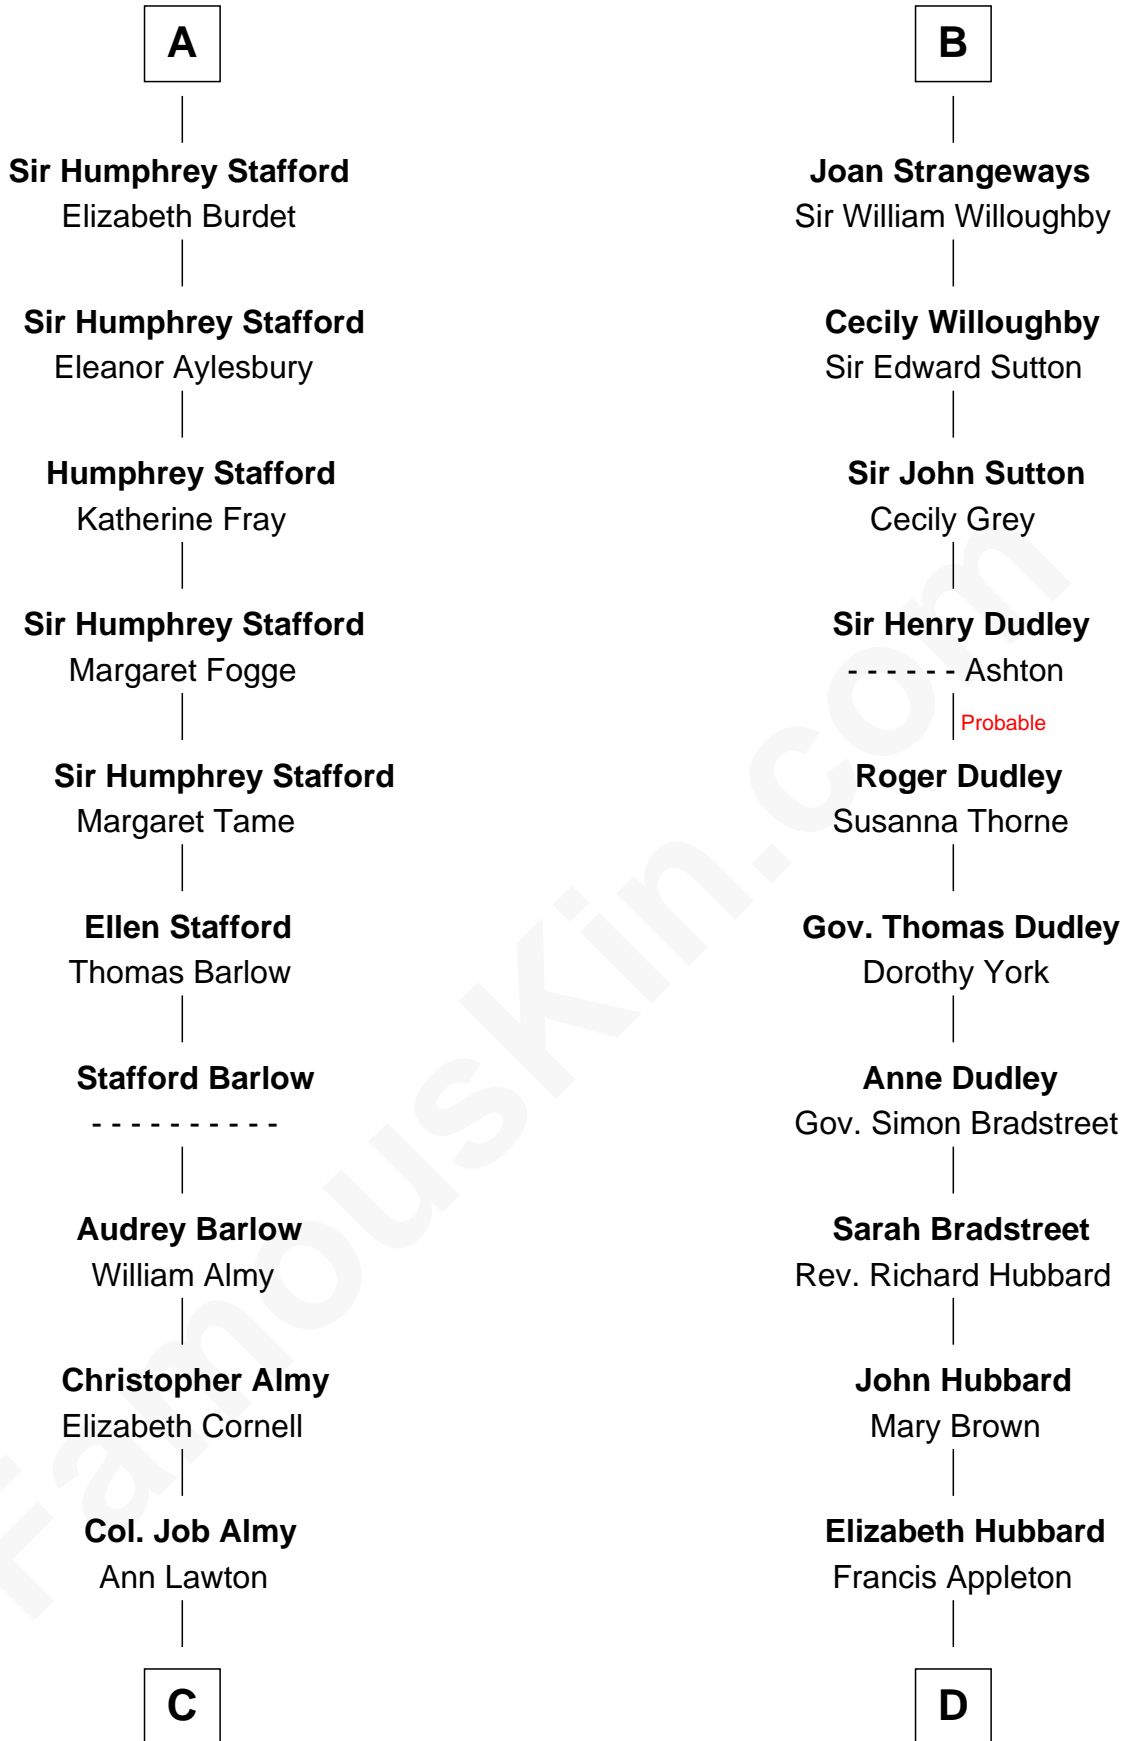 A
Sir Humphrey Stafford
Elizabeth Burdet
Sir Humphrey Stafford
Eleanor Aylesbury
Humphrey Stafford
Katherine Fray
Sir Humphrey Stafford
Margaret Fogge
Sir Humphrey Stafford
Margaret Tame
Ellen Stafford
Thomas Barlow
Stafford Barlow
- - - - - - - - - -
Audrey Barlow
William Almy
Christopher Almy
Elizabeth Cornell
Col. Job Almy
Ann Lawton
C
B
Joan Strangeways
Sir William Willoughby
Cecily Willoughby
Sir Edward Sutton
Sir John Sutton
Cecily Grey
Sir Henry Dudley
- - - - - - Ashton
Probable
Roger Dudley
Susanna Thorne
Gov. Thomas Dudley
Dorothy York
Anne Dudley
Gov. Simon Bradstreet
Sarah Bradstreet
Rev. Richard Hubbard
John Hubbard
Mary Brown
Elizabeth Hubbard
Francis Appleton
D
FamousKin.com